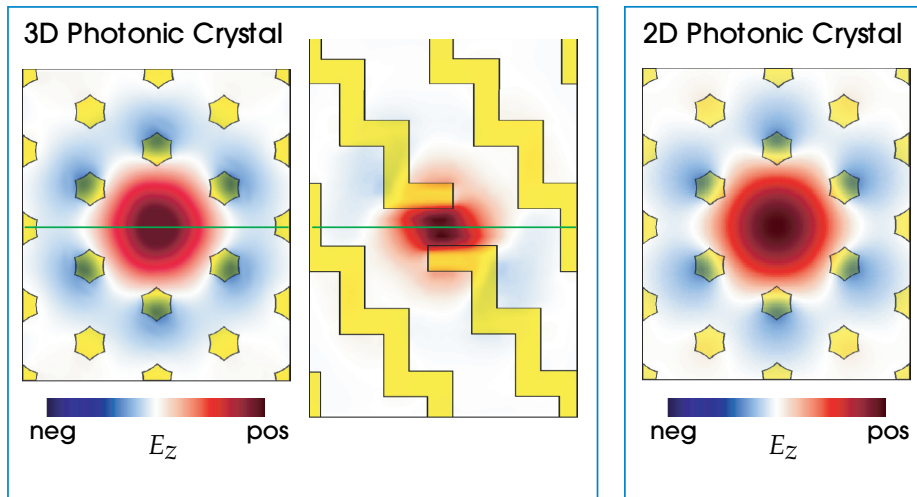 3D Photonic Crystal
neg pos
E_z
2D Photonic Crystal
neg pos
E_z